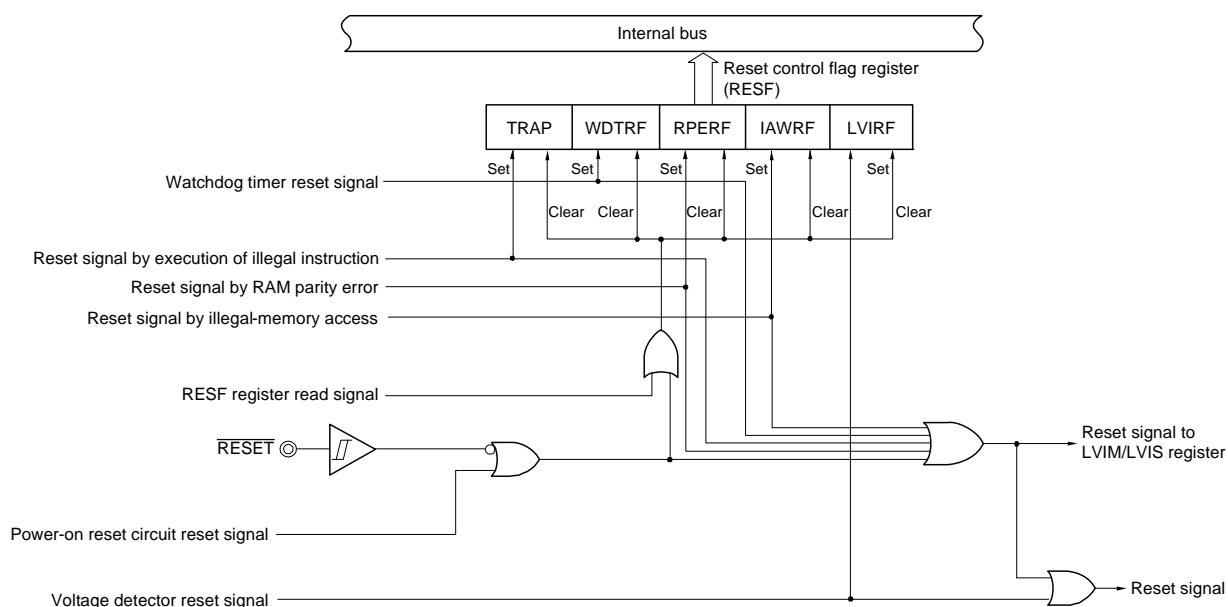 Internal bus
Reset control flag register
(RESF)
TRAP WDTRF RPERF IAWRF LVIRF
Set Set Set Set Set
Watchdog timer reset signal
Clear Clear Clear Clear Clear
Reset signal by execution of illegal instruction
Reset signal by RAM parity error
Reset signal by illegal-memory access
RESF register read signal
RESET
Reset signal to
LVIM/LVIS register
Power-on reset circuit reset signal
Voltage detector reset signal
Reset signal